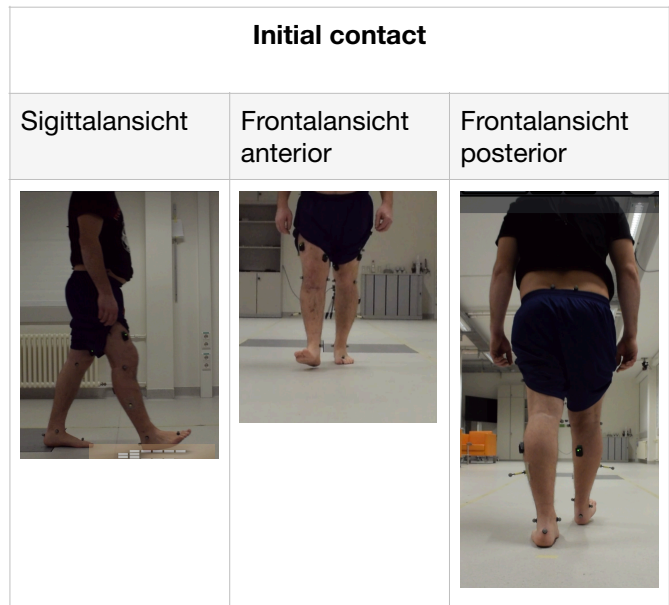 Initial contact
Sigittalansicht
Frontalansicht
anterior
Frontalansicht
posterior